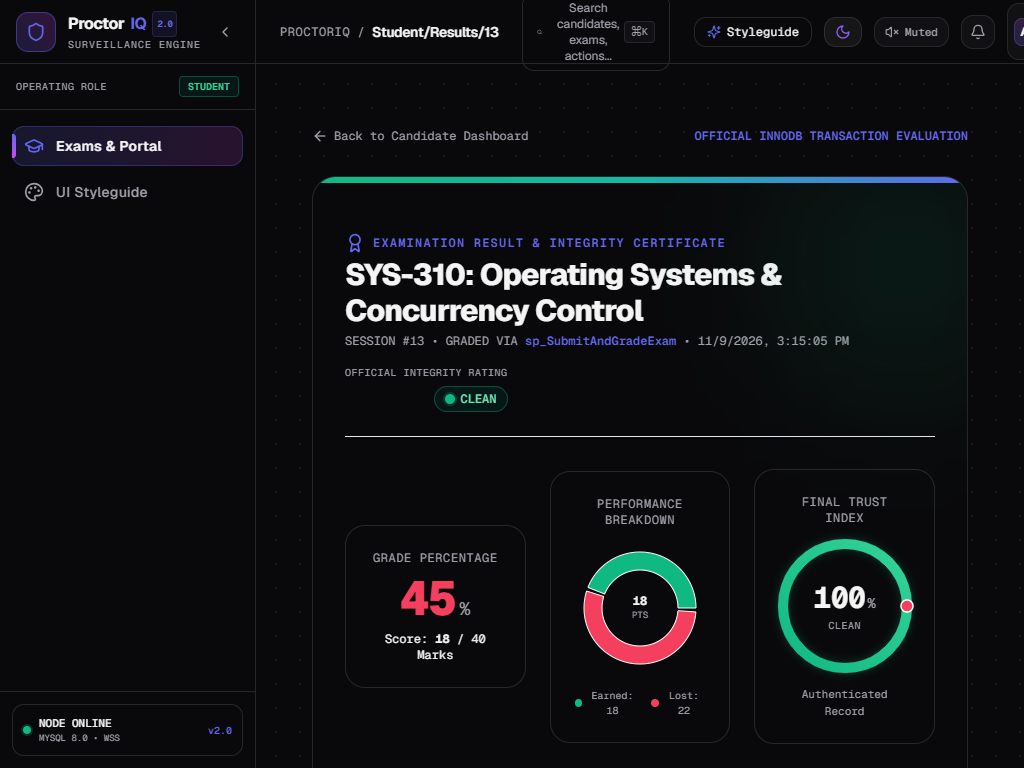 Proctor IQ 2.0
SURVEILLANCE ENGINE
OPERATING ROLE
STUDENT
Exams & Portal
UI Styleguide
NODE ONLINE
MYSQL 8.0 • WSS
v2.0
PROCTORIQ / Student/Results/13
Search
candidates,
exams,
actions…
⌘K
Styleguide
Muted
Back to Candidate Dashboard
OFFICIAL INNODB TRANSACTION EVALUATION
EXAMINATION RESULT & INTEGRITY CERTIFICATE
SYS-310: Operating Systems &
Concurrency Control
SESSION #13 • GRADED VIA sp_SubmitAndGradeExam • 11/9/2026, 3:15:05 PM
OFFICIAL INTEGRITY RATING
CLEAN
GRADE PERCENTAGE
45%
Score: 18 / 40
Marks
PERFORMANCE
BREAKDOWN
18
PTS
Earned:
18
Lost:
22
FINAL TRUST
INDEX
100%
CLEAN
Authenticated
Record